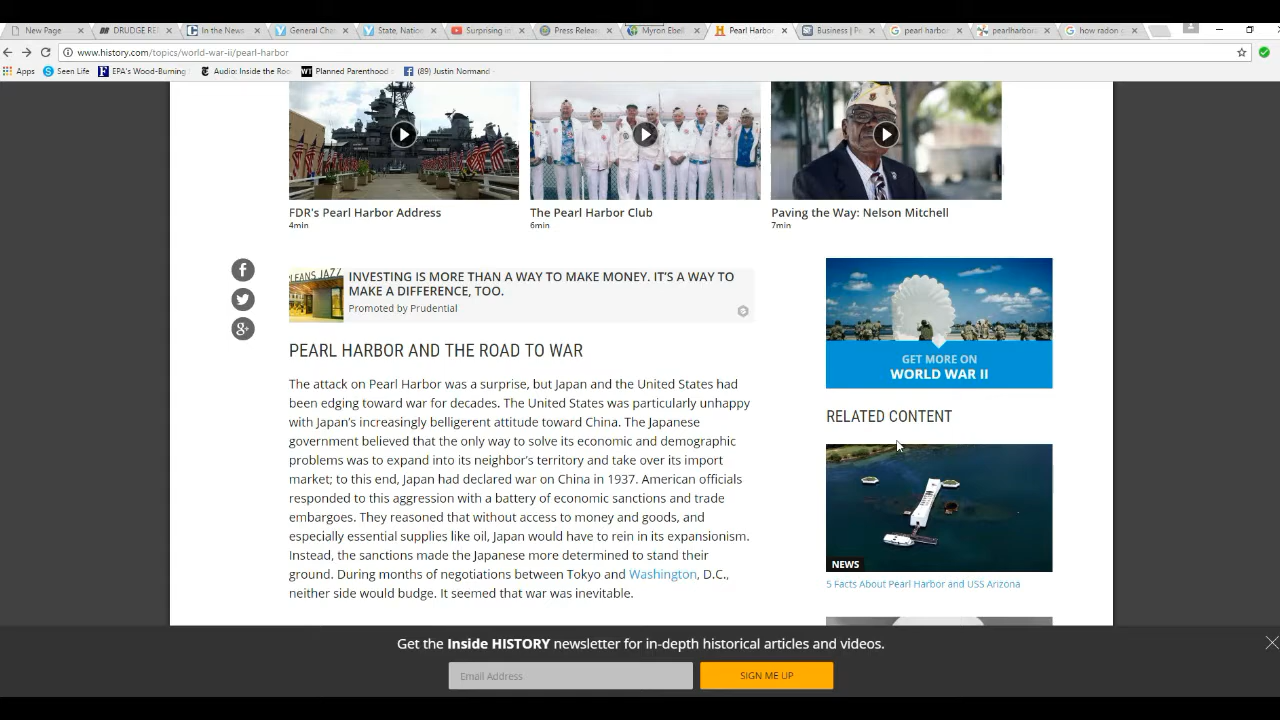 New Page
DRUDGE RE
In the News
General Cha
State, Nation
Surprising in
Press Releas
Myron Ebell
Pearl Harbor
Business | Pe
pearl harbor
pearlharbora
how radon g
www.history.com/topics/world-war-ii/pearl-harbor
Apps
Seen Life
EPA's Wood-Burning
Audio: Inside the Roo
Planned Parenthood
(89) Justin Normand
FDR's Pearl Harbor Address
4min
The Pearl Harbor Club
6min
Paving the Way: Nelson Mitchell
7min
LEANS JAZZ
INVESTING IS MORE THAN A WAY TO MAKE MONEY. IT'S A WAY TO
MAKE A DIFFERENCE, TOO.
Promoted by Prudential
PEARL HARBOR AND THE ROAD TO WAR
The attack on Pearl Harbor was a surprise, but Japan and the United States had
been edging toward war for decades. The United States was particularly unhappy
with Japan's increasingly belligerent attitude toward China. The Japanese
government believed that the only way to solve its economic and demographic
problems was to expand into its neighbor's territory and take over its import
market; to this end, Japan had declared war on China in 1937. American officials
responded to this aggression with a battery of economic sanctions and trade
embargoes. They reasoned that without access to money and goods, and
especially essential supplies like oil, Japan would have to rein in its expansionism.
Instead, the sanctions made the Japanese more determined to stand their
ground. During months of negotiations between Tokyo and Washington, D.C.,
neither side would budge. It seemed that war was inevitable.
GET MORE ON
WORLD WAR II
RELATED CONTENT
NEWS
5 Facts About Pearl Harbor and USS Arizona
Get the Inside HISTORY newsletter for in-depth historical articles and videos.
Email Address
SIGN ME UP